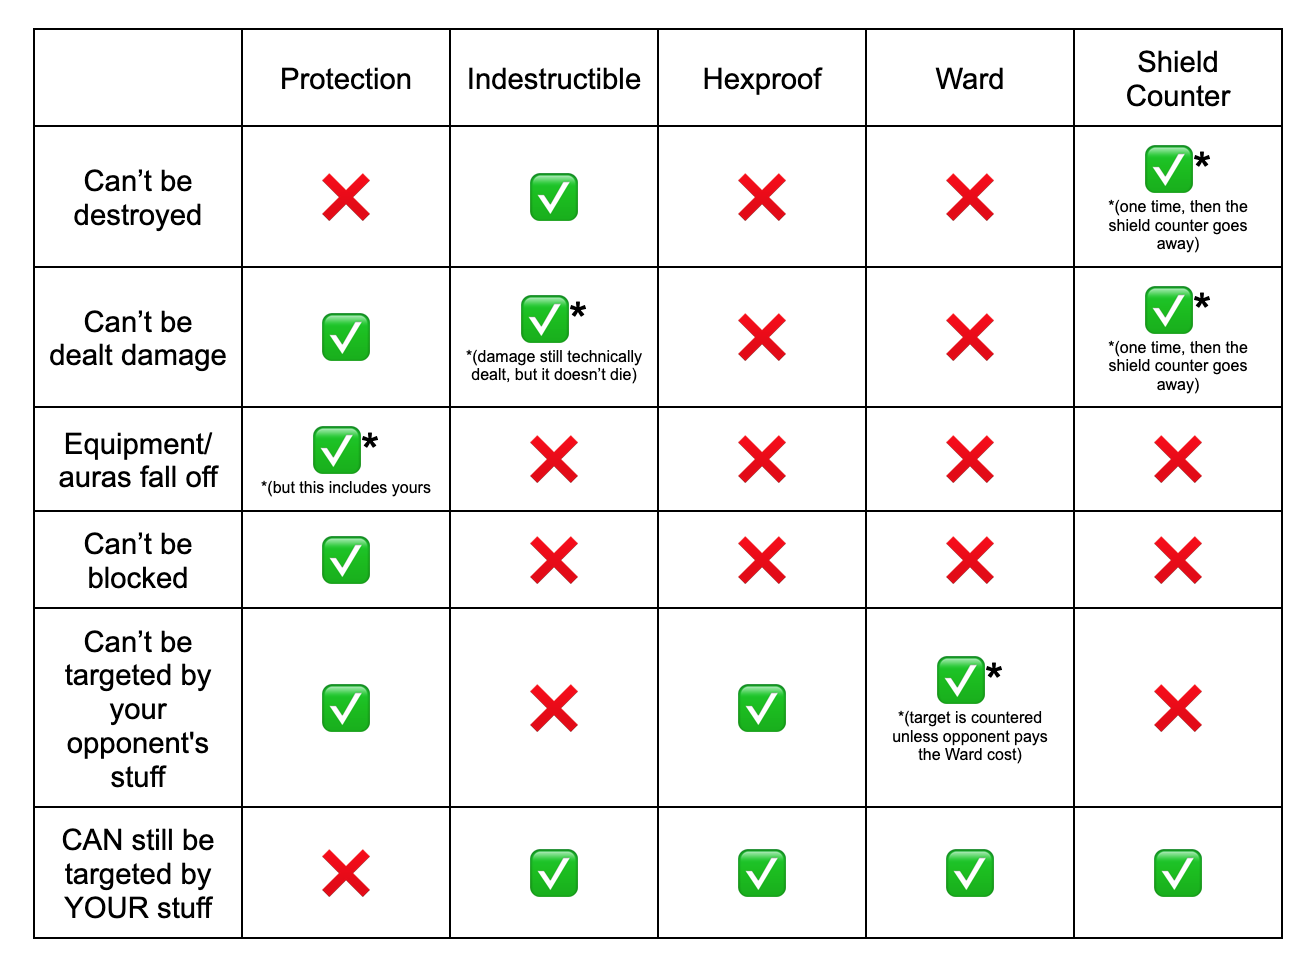 Protection
Indestructible
Hexproof
Ward
Shield
Counter
Can’t be
destroyed
*
*(one time, then the
shield counter goes
away)
Can’t be
dealt damage
*
*(damage still technically
dealt, but it doesn’t die)
*
*(one time, then the
shield counter goes
away)
Equipment/
auras fall off
*
*(but this includes yours
Can’t be
blocked
Can’t be
targeted by
your
opponent's
stuff
*
*(target is countered
unless opponent pays
the Ward cost)
CAN still be
targeted by
YOUR stuff